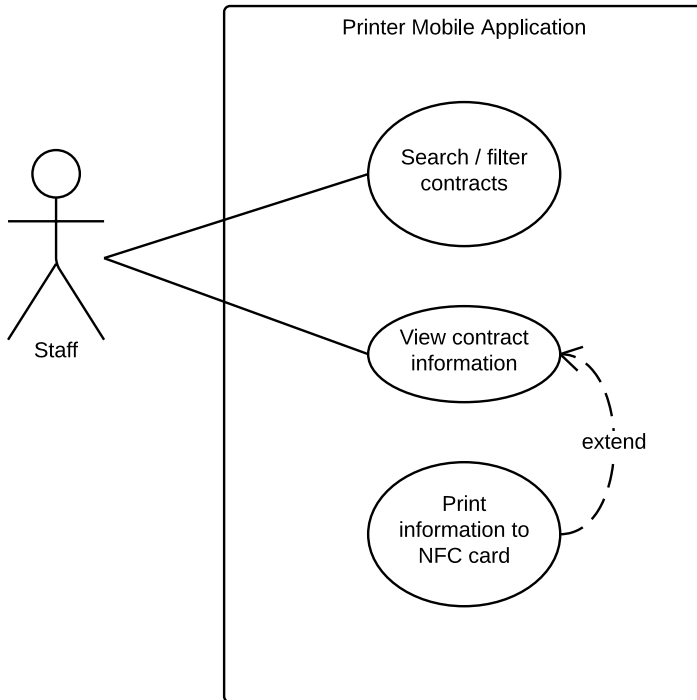 Printer Mobile Application
Search / filter
contracts
Staff
View contract
information
extend
Print
information to
NFC card